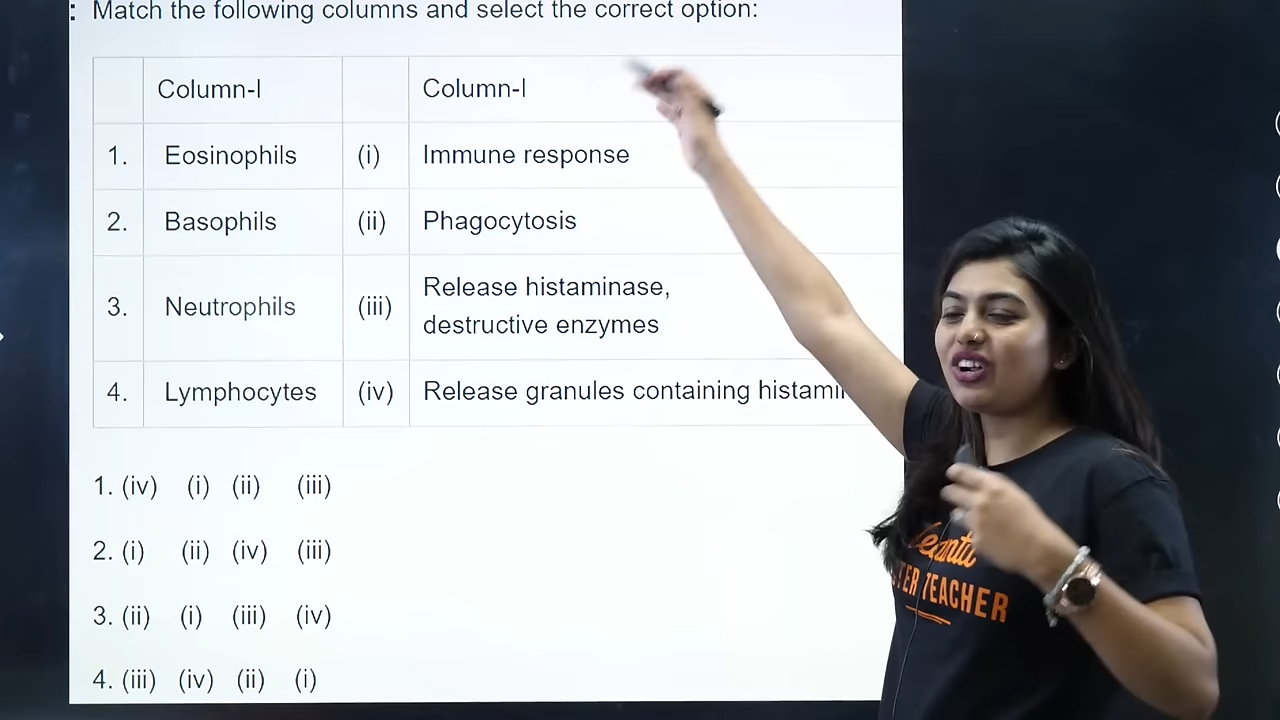 : Match the following columns and select the correct option:
Column-I Column-I
1. Eosinophils (i) Immune response
2. Basophils (ii) Phagocytosis
3. Neutrophils (iii) Release histaminase,
destructive enzymes
4. Lymphocytes (iv) Release granules containing
1. (iv) (i) (ii) (iii)
2. (i) (ii) (iv) (iii)
3. (ii) (i) (iii) (iv)
4. (iii) (iv) (ii) (i)
TEACHER